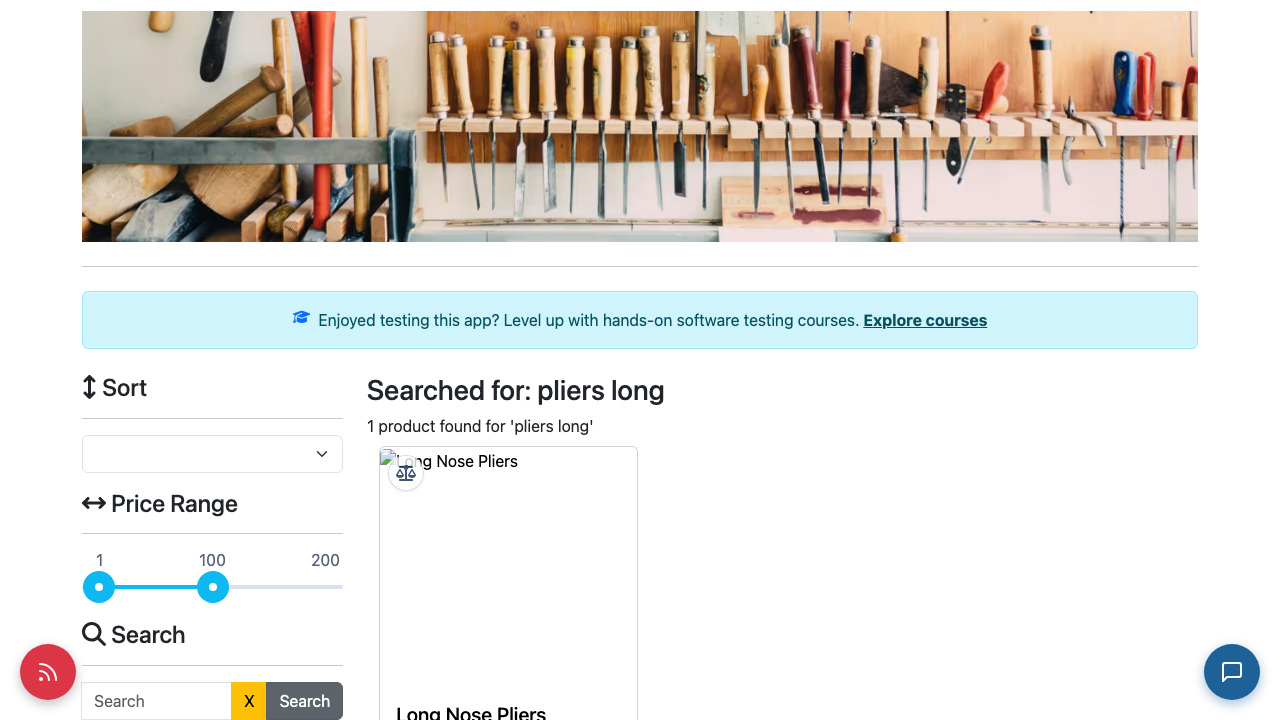 Enjoyed testing this app? Level up with hands-on software testing courses. Explore courses
Sort
Price Range
1 100 200
Search
Search X Search
Searched for: pliers long
1 product found for 'pliers long'
Long Nose Pliers
Long Nose Pliers